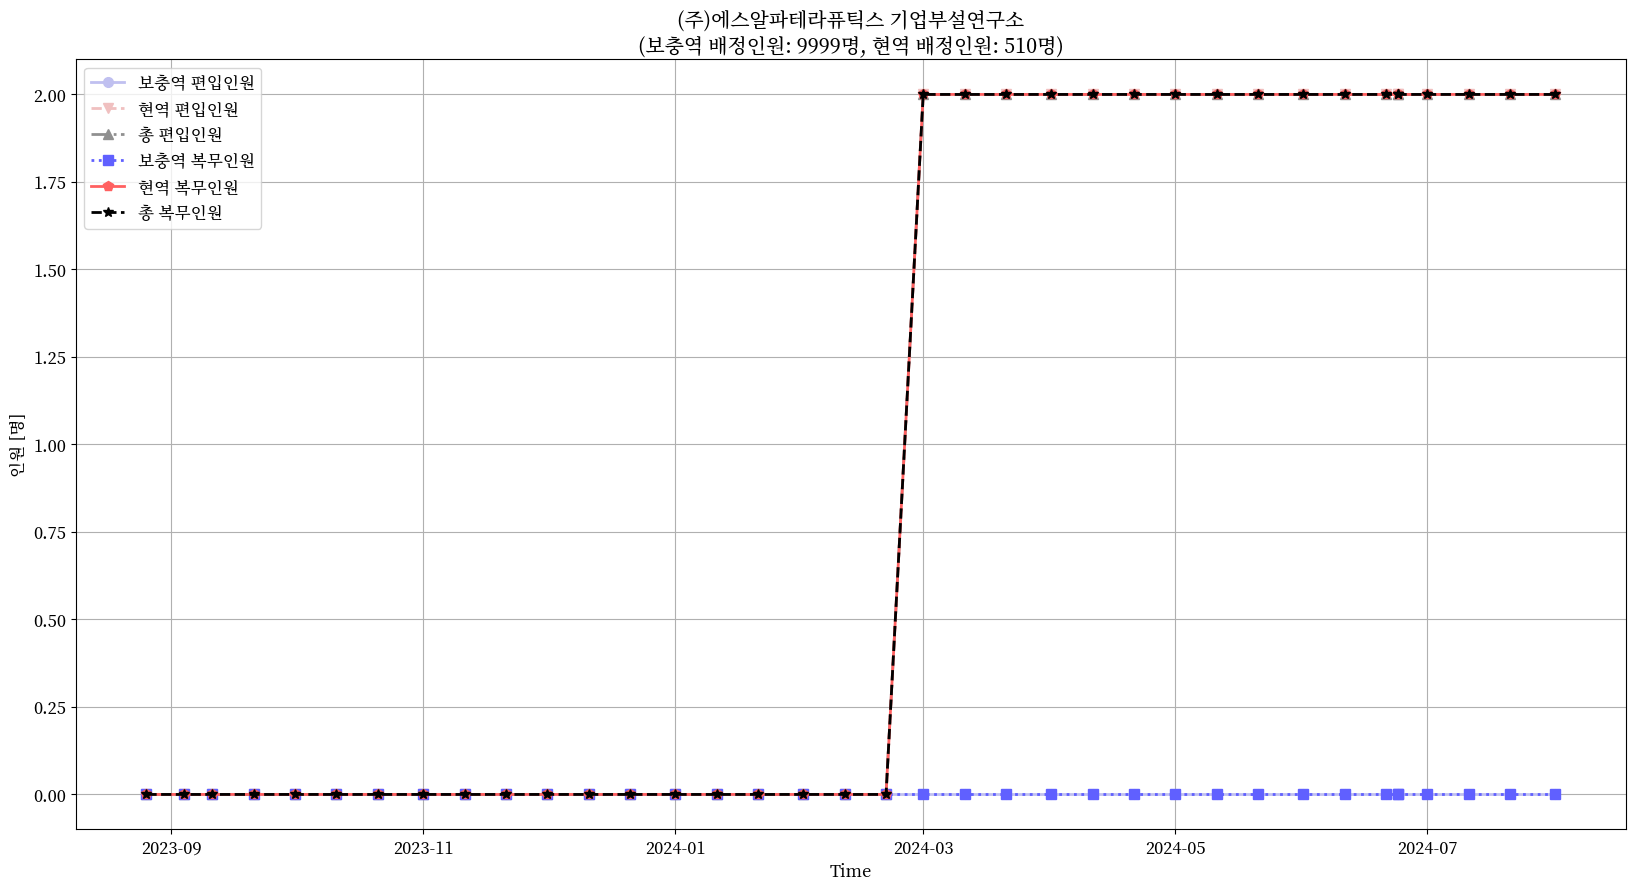 (주)에스알파테라퓨틱스 기업부설연구소
(보충역 배정인원: 9999명, 현역 배정인원: 510명)
보충역 편입인원
현역 편입인원
총 편입인원
보충역 복무인원
현역 복무인원
총 복무인원
2.00
1.75
1.50
1.25
1.00
0.75
0.50
0.25
0.00
인원 [명]
2023-09
2023-11
2024-01
2024-03
2024-05
2024-07
Time